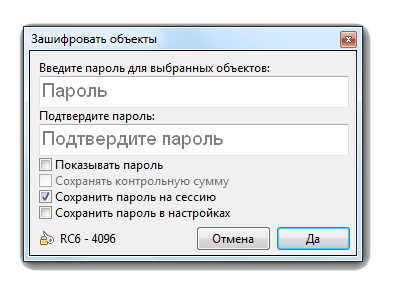 Зашифровать объекты
Введите пароль для выбранных объектов:
Пароль
Подтвердите пароль:
Подтвердите пароль
Показывать пароль
Сохранять контрольную сумму
Сохранить пароль на сессию
Сохранить пароль в настройках
RC6 - 4096
Отмена
Да